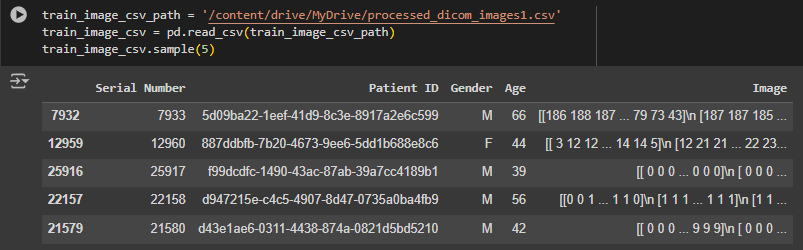 train_image_csv_path = '/content/drive/MyDrive/processed_dicom_images1.csv'
train_image_csv = pd.read_csv(train_image_csv_path)
train_image_csv.sample(5)
Serial Number Patient ID Gender Age Image
7932 7933 5d09ba22-1eef-41d9-8c3e-8917a2e6c599 M 66 [[186 188 187 ... 79 73 43]\n [187 187 185 ...
12959 12960 887ddbfb-7b20-4673-9ee6-5dd1b688e8c6 F 44 [[ 3 12 12 ... 14 14 5]\n [12 21 21 ... 22 23...
25916 25917 f99dcdfc-1490-43ac-87ab-39a7cc4189b1 M 39 [[ 0 0 0 ... 0 0 0]\n [ 0 0 0 ...
22157 22158 d947215e-c4c5-4907-8d47-0735a0ba4fb9 M 56 [[0 0 1 ... 1 1 0]\n [1 1 1 ... 1 1 1]\n [1 1 ...
21579 21580 d43e1ae6-0311-4438-874a-0821d5bd5210 M 42 [[ 0 0 0 ... 9 9 9]\n [ 0 0 0 ...